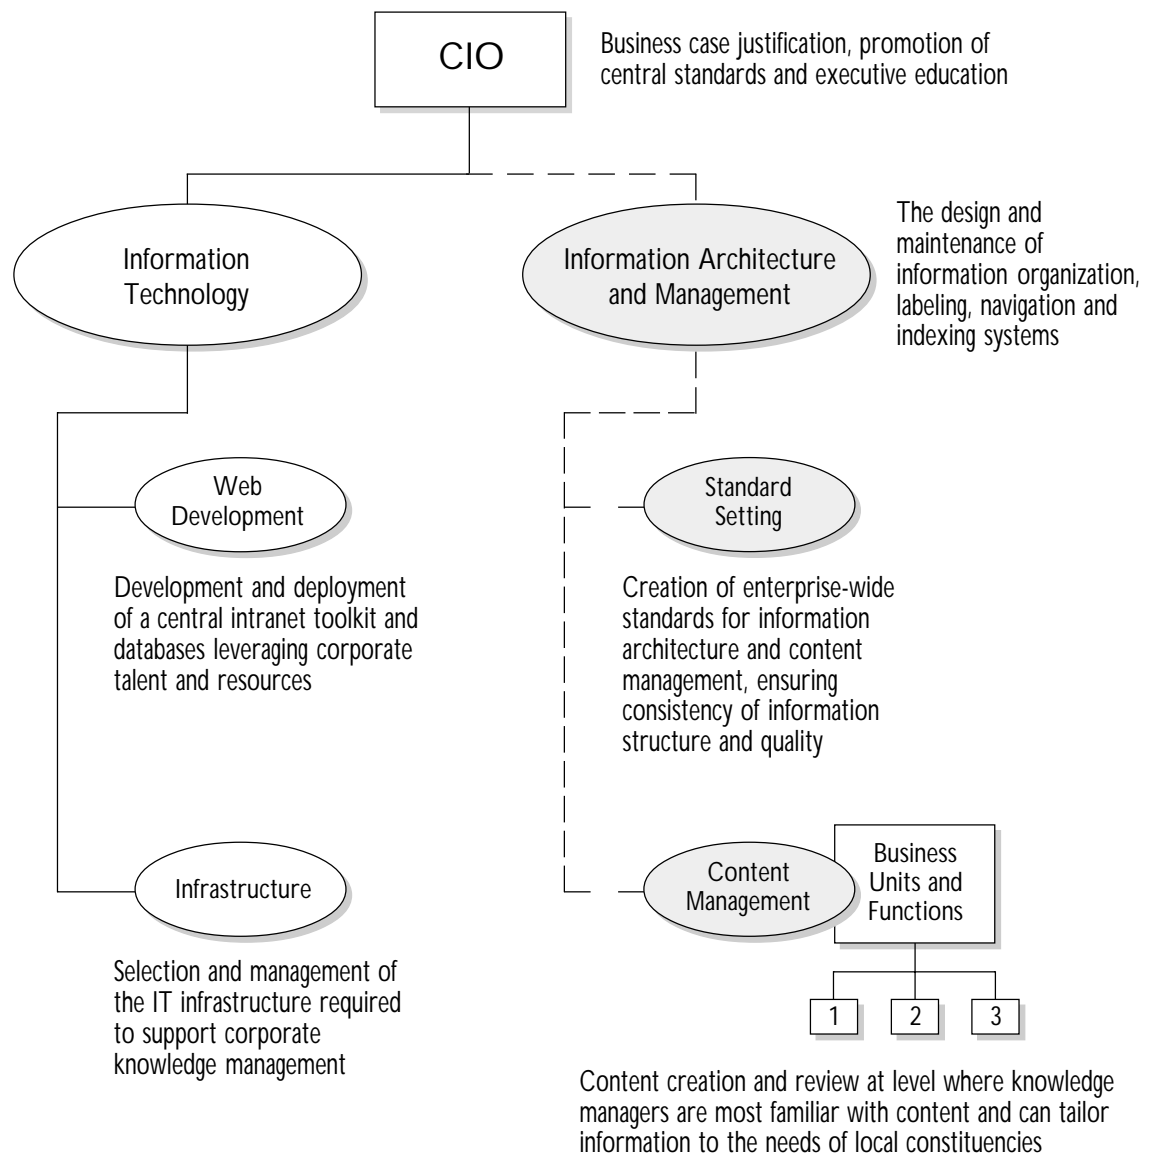 CIO
Business case justification, promotion of
central standards and executive education
Information
Technology
Information Architecture
and Management
The design and
maintenance of
information organization,
labeling, navigation and
indexing systems
Web
Development
Standard
Setting
Development and deployment
of a central intranet toolkit and
databases leveraging corporate
talent and resources
Creation of enterprise-wide
standards for information
architecture and content
management, ensuring
consistency of information
structure and quality
Infrastructure
Content
Management
Business
Units and
Functions
1
2
3
Selection and management of
the IT infrastructure required
to support corporate
knowledge management
Content creation and review at level where knowledge
managers are most familiar with content and can tailor
information to the needs of local constituencies